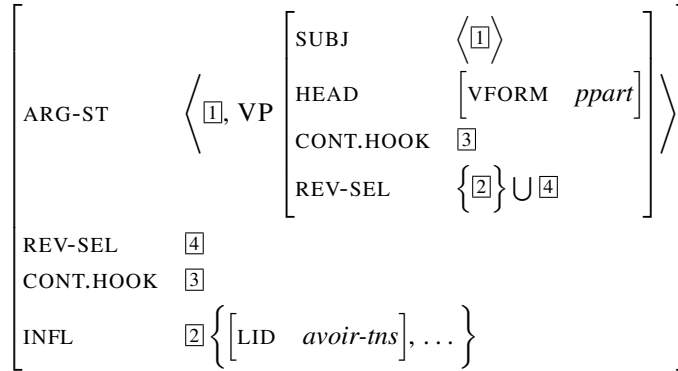 SUBJ ⟨[1]⟩
ARG-ST ⟨[1], VP HEAD [VFORM ppart]⟩
CONT.HOOK [3]
REV-SEL {[2]} ∪ [4]
REV-SEL [4]
CONT.HOOK [3]
INFL [2] {[LID avoir-tns], ...}